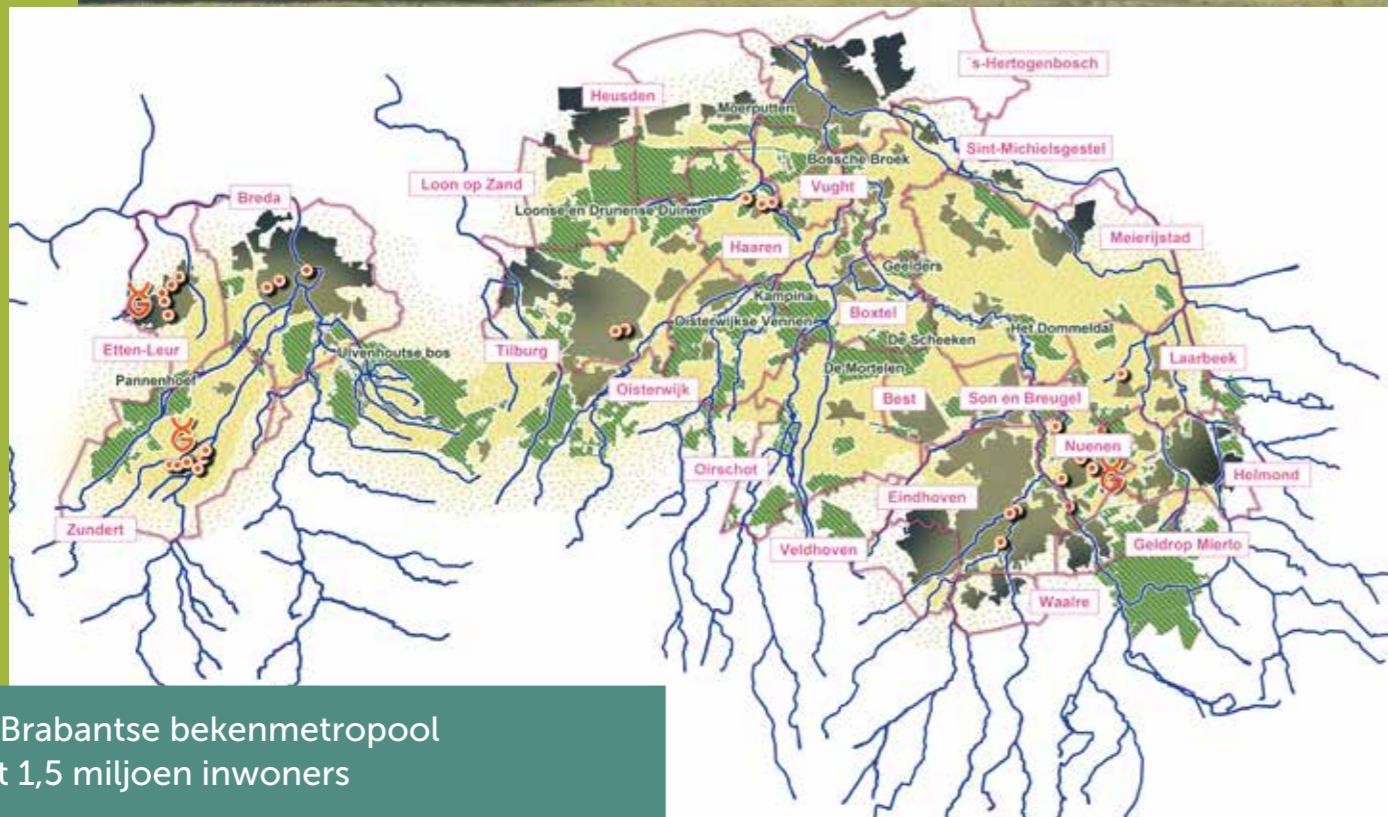 's-Hertogenbosch
Heusden
Moerputten
Sint-Michielsgestel
Bossche Broek
Loon op Zand
Vught
Breda
Loonse en Drunense Duinen
Meierijstad
Haaren
Geelders
Kampina
Boxtel
Oisterwijkse Vennen
Het Dommeldal
De Scheeken
Etten-Leur
Ulvenhoutse bos
Tilburg
Laarbeek
De Mortelen
Pannenhoef
Oisterwijk
Best
Son en Breugel
Nuenen
Oirschot
Helmond
Eindhoven
G
G
G
Zundert
Veldhoven
Geldrop Mierlo
Waalre
Brabantse bekenmetropool
t 1,5 miljoen inwoners